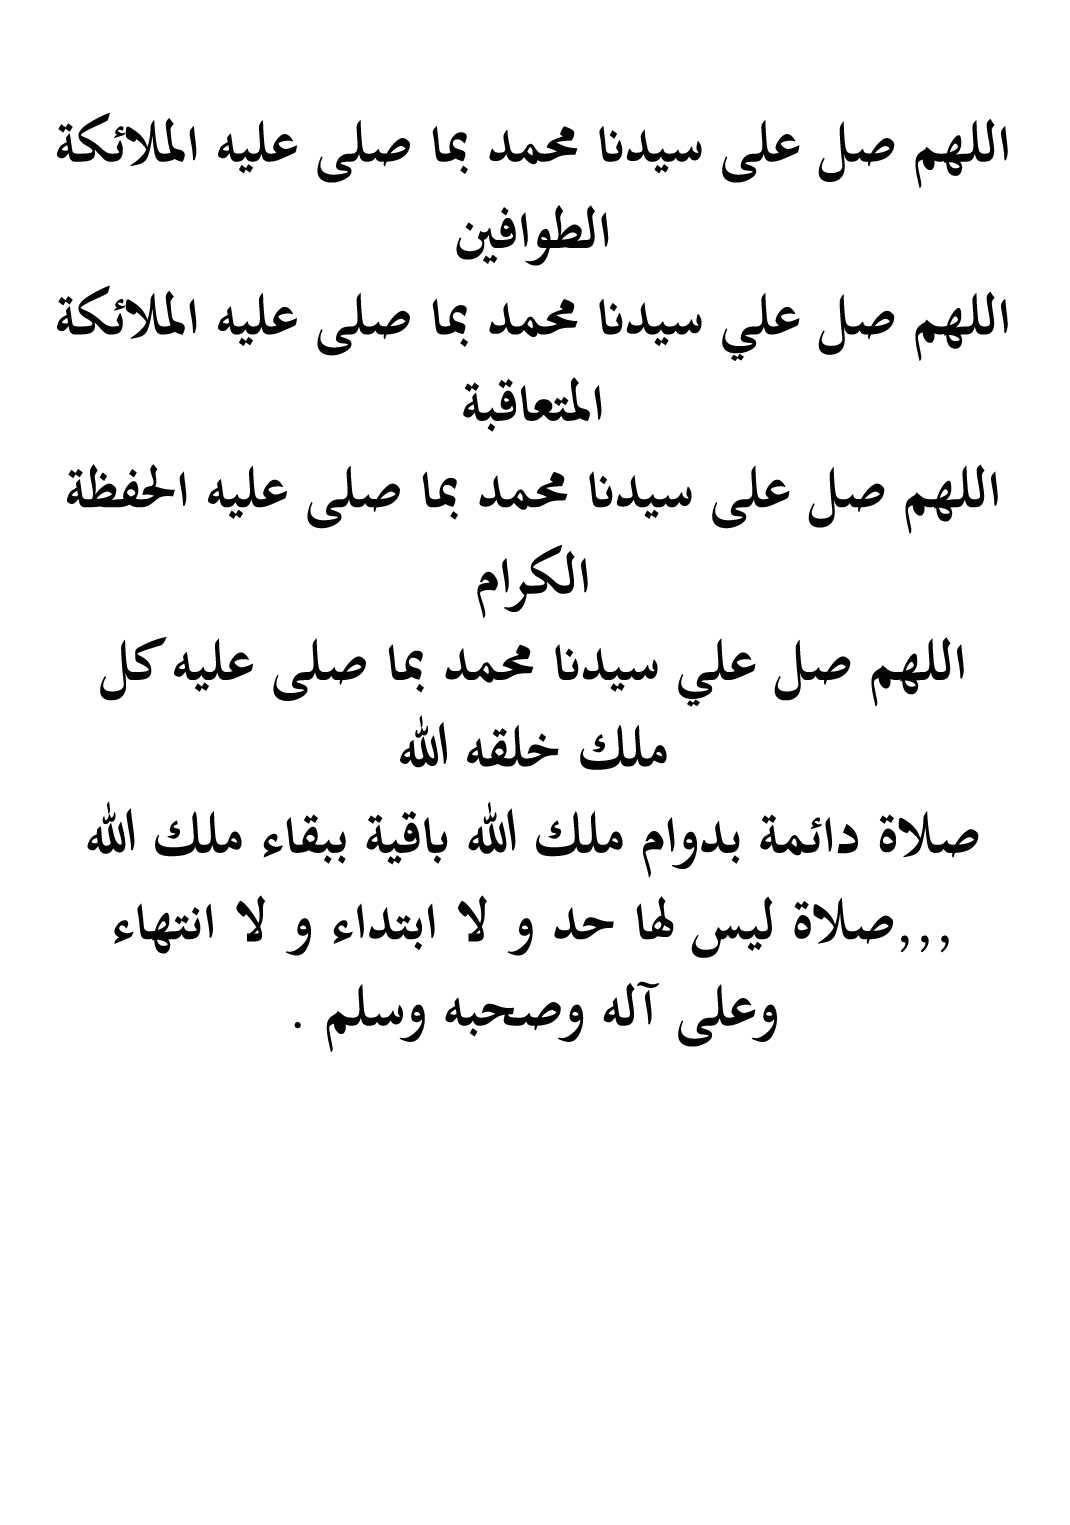 اللهم صل على سيدنا محمد بما صلى عليه الملائكة
الطوافين
اللهم صل علي سيدنا محمد بما صلى عليه الملائكة
المتعاقبة
اللهم صل على سيدنا محمد بما صلى عليه الحفظة
الكرام
اللهم صل علي سيدنا محمد بما صلى عليه كل
ملك خلقه الله
صلاة دائمة بدوام ملك الله باقية ببقاء ملك الله
,,,صلاة ليس لها حد و لا ابتداء و لا انتهاء
وعلى آله وصحبه وسلم .